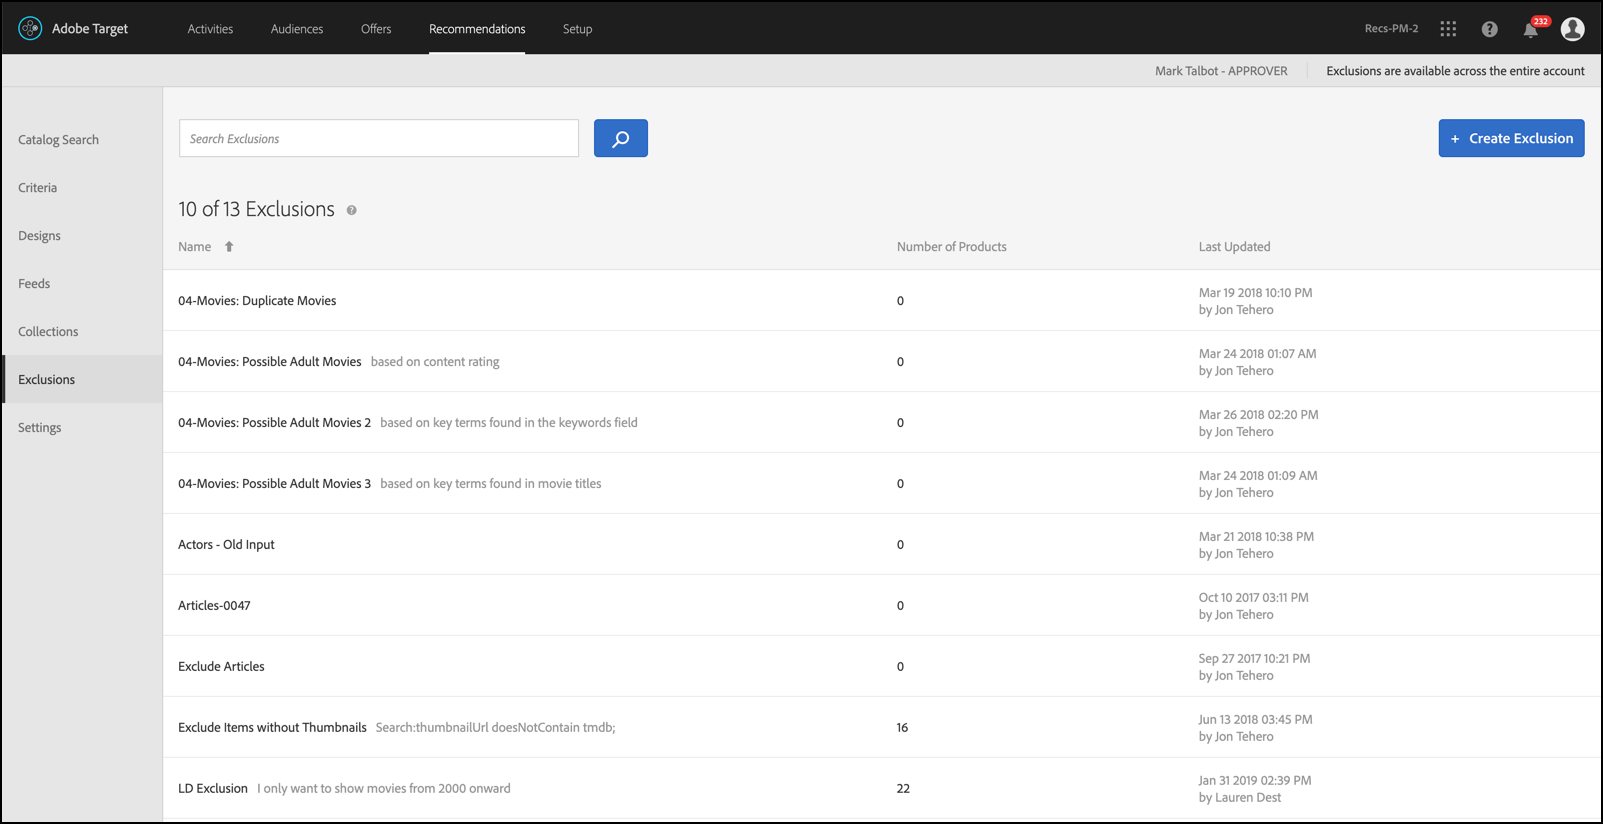 Adobe Target
Activities
Audiences
Offers
Recommendations
Setup
Recs-PM-2
232
Mark Talbot - APPROVER
Exclusions are available across the entire account
Catalog Search
Criteria
Designs
Feeds
Collections
Exclusions
Settings
Search Exclusions
+ Create Exclusion
10 of 13 Exclusions
Name
Number of Products
Last Updated
04-Movies: Duplicate Movies
0
Mar 19 2018 10:10 PM
by Jon Tehero
04-Movies: Possible Adult Movies based on content rating
0
Mar 24 2018 01:07 AM
by Jon Tehero
04-Movies: Possible Adult Movies 2 based on key terms found in the keywords field
0
Mar 26 2018 02:20 PM
by Jon Tehero
04-Movies: Possible Adult Movies 3 based on key terms found in movie titles
0
Mar 24 2018 01:09 AM
by Jon Tehero
Actors - Old Input
0
Mar 21 2018 10:38 PM
by Jon Tehero
Articles-0047
0
Oct 10 2017 03:11 PM
by Jon Tehero
Exclude Articles
0
Sep 27 2017 10:21 PM
by Jon Tehero
Exclude Items without Thumbnails Search:thumbnailUrl doesNotContain tmdb;
16
Jun 13 2018 03:45 PM
by Jon Tehero
LD Exclusion I only want to show movies from 2000 onward
22
Jan 31 2019 02:39 PM
by Lauren Dest